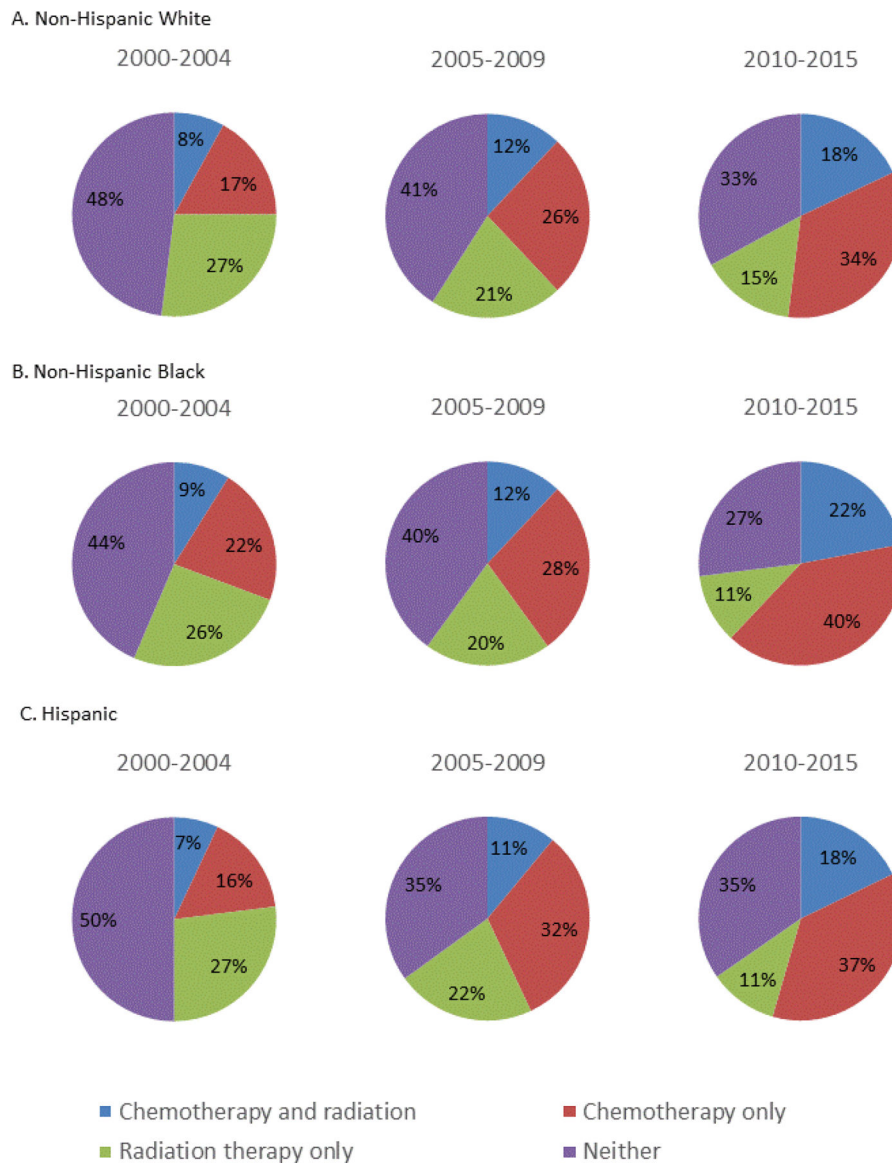 A. Non-Hispanic White
2000-2004 2005-2009 2010-2015
8% 17% 27% 48%
12% 26% 21% 41%
18% 34% 15% 33%
B. Non-Hispanic Black
2000-2004 2005-2009 2010-2015
9% 22% 26% 44%
12% 28% 20% 40%
22% 40% 11% 27%
C. Hispanic
2000-2004 2005-2009 2010-2015
7% 16% 27% 50%
11% 32% 22% 35%
18% 37% 11% 35%
Chemotherapy and radiation Chemotherapy only
Radiation therapy only Neither